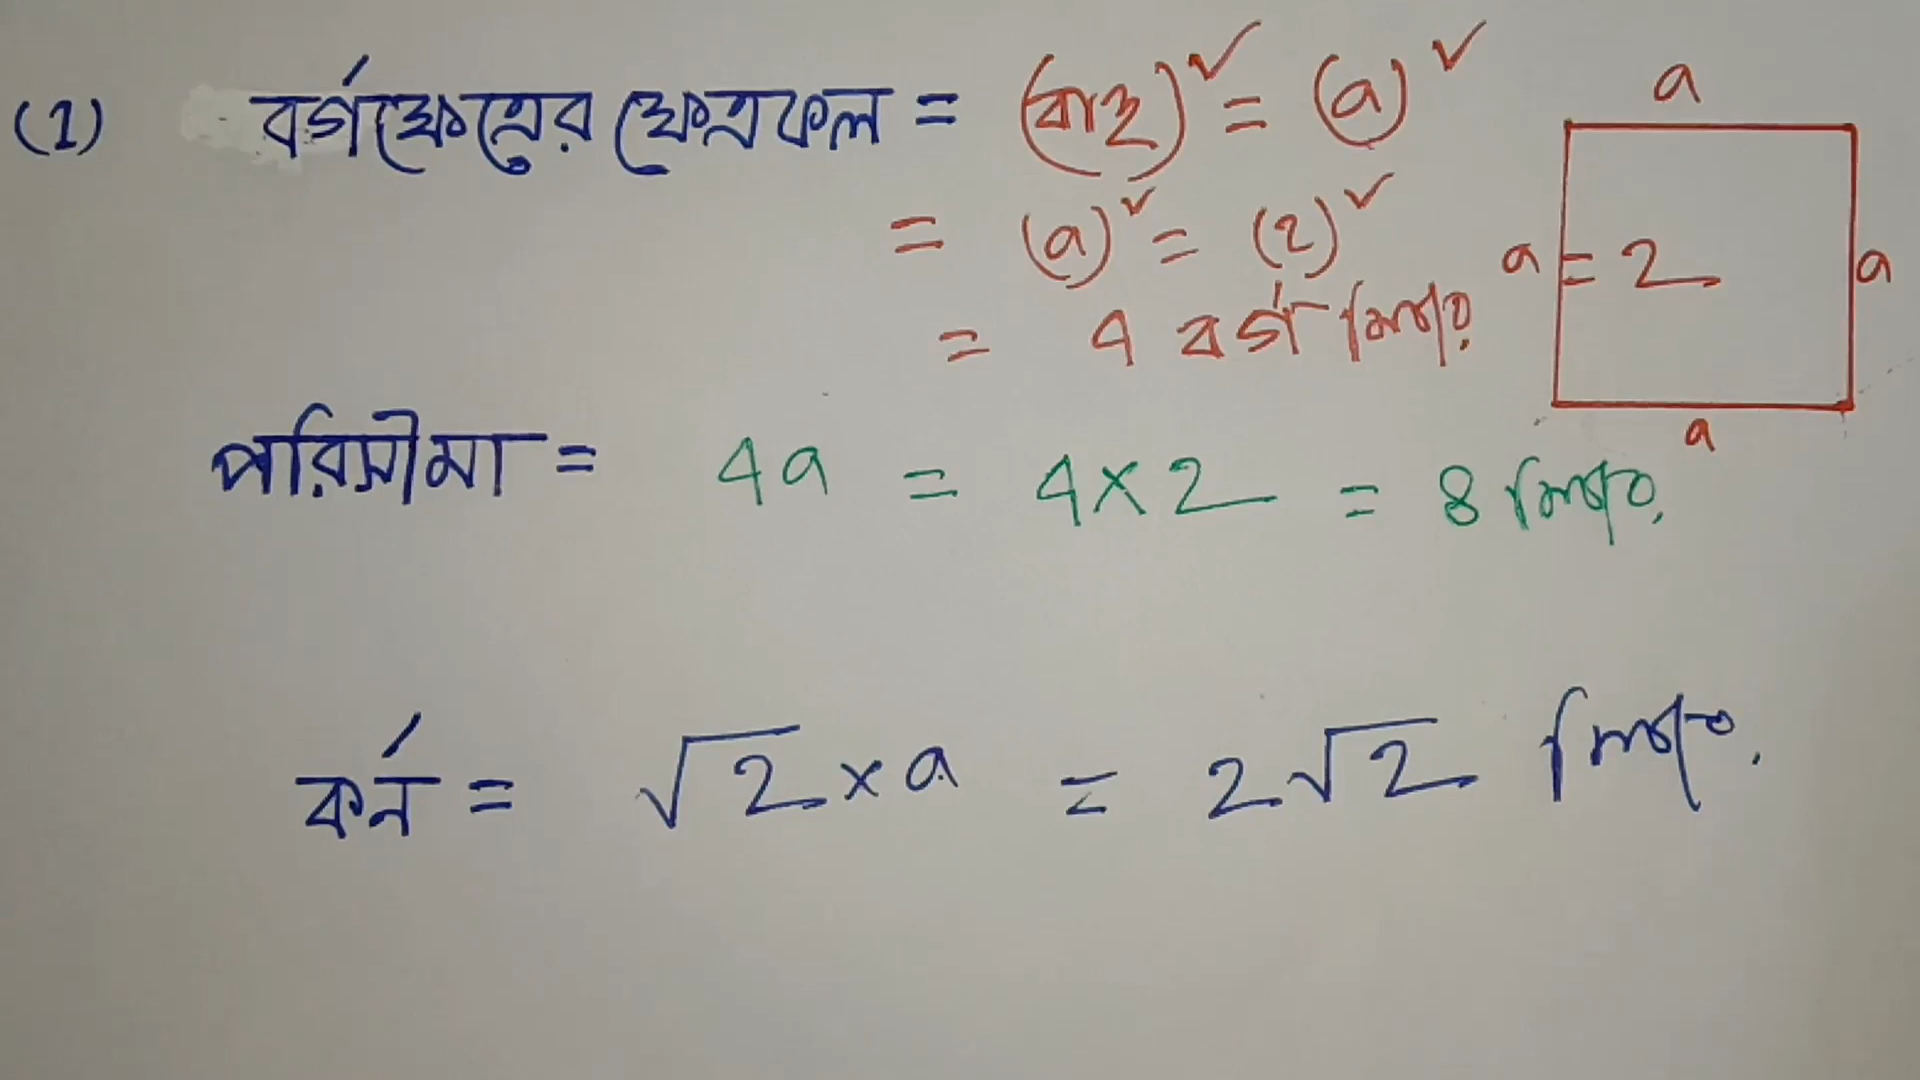 (1) বর্গক্ষেত্রের ক্ষেত্রফল = (বাহু)² = (a)²
= (a)² = (2)²
= 4 বর্গ
a
a = 2 a
a
পরিসীমা = 4a = 4×2 = 8
কর্ন = √2 × a = 2√2